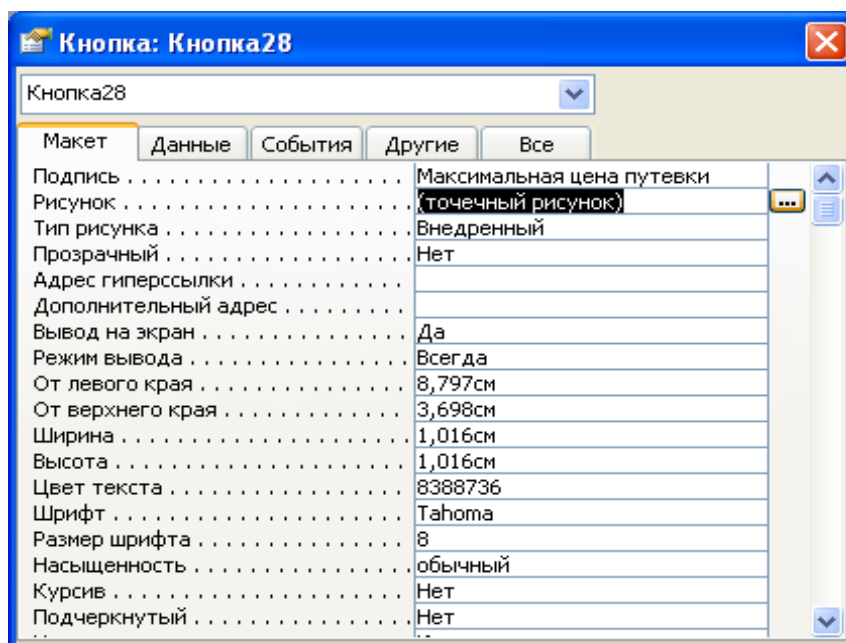 Кнопка: Кнопка28
Кнопка28
Макет Данные События Другие Все
Подпись . . . . . . . . . . . . . . . . . . . . Максимальная цена путевки
Рисунок . . . . . . . . . . . . . . . . . . . . (точечный рисунок) ...
Тип рисунка . . . . . . . . . . . . . . . . . Внедренный
Прозрачный . . . . . . . . . . . . . . . . . Нет
Адрес гиперссылки . . . . . . . . . . . . .
Дополнительный адрес . . . . . . . . .
Вывод на экран . . . . . . . . . . . . . . . Да
Режим вывода . . . . . . . . . . . . . . . . Всегда
От левого края . . . . . . . . . . . . . . . 8,797см
От верхнего края . . . . . . . . . . . . . 3,698см
Ширина . . . . . . . . . . . . . . . . . . . . . 1,016см
Высота . . . . . . . . . . . . . . . . . . . . . 1,016см
Цвет текста . . . . . . . . . . . . . . . . . . 8388736
Шрифт . . . . . . . . . . . . . . . . . . . . . Tahoma
Размер шрифта . . . . . . . . . . . . . . . 8
Насыщенность . . . . . . . . . . . . . . . . обычный
Курсив . . . . . . . . . . . . . . . . . . . . . Нет
Подчеркнутый . . . . . . . . . . . . . . . . Нет